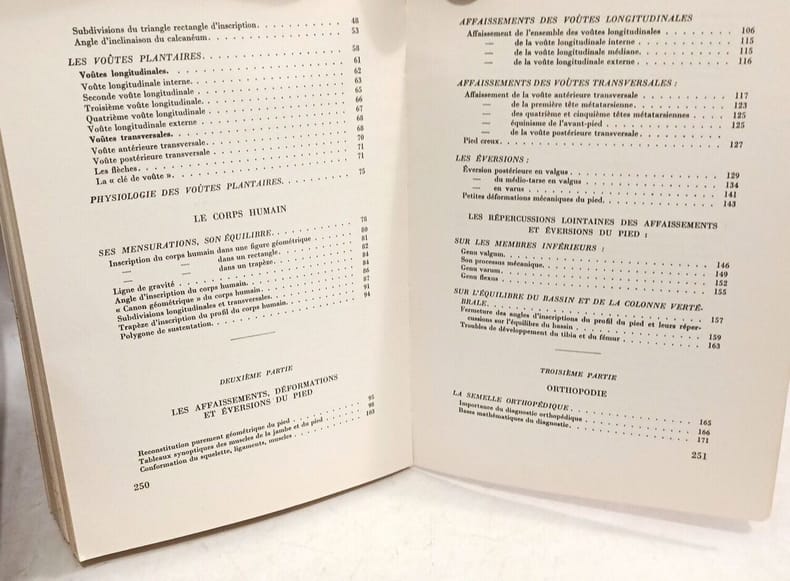 Subdivisions du triangle rectangle d'inscription. 48
Angle d'inclinaison du calcanéum. 53
LES VOÛTES PLANTAIRES. 58
Voûtes longitudinales. 61
Voûte longitudinale interne. 62
Seconde voûte longitudinale 63
Troisième voûte longitudinale. 65
Quatrième voûte longitudinale 66
Voûte longitudinale externe 67
Voûtes transversales. 68
Voûte antérieure transversale. 68
Voûte postérieure transversale 70
Les flèches. 71
La « clé de voûte ». 71
PHYSIOLOGIE DES VOÛTES PLANTAIRES. 75
LE CORPS HUMAIN
SES MENSURATIONS, SON ÉQUILIBRE. 78
Inscription du corps humain dans une figure géométrique 80
— — dans un rectangle. 81
— — dans un trapèze. 82
Ligne de gravité 84
Angle d'inscription du corps humain. 84
« Canon géométrique » du corps humain. 86
Subdivisions longitudinales et transversales. 87
Trapèze d'inscription du profil du corps humain. 91
Polygone de sustentation. 94
DEUXIÈME PARTIE
LES AFFAISSEMENTS, DÉFORMATIONS
ET ÉVERSIONS DU PIED
Reconstitution purement géométrique du pied 95
Tableaux synoptiques des muscles de la jambe et du pied 98
Conformation du squelette, ligaments, muscles 103
250
AFFAISSEMENTS DES VOÛTES LONGITUDINALES
Affaissement de l'ensemble des voûtes longitudinales 106
— de la voûte longitudinale interne 115
— de la voûte longitudinale médiane. 115
— de la voûte longitudinale externe 116
AFFAISSEMENTS DES VOÛTES TRANSVERSALES :
Affaissement de la voûte antérieure transversale 117
— de la première tête métatarsienne. 123
— des quatrième et cinquième têtes métatarsiennes 125
— équinisme de l'avant-pied 125
— de la voûte postérieure transversale.
Pied creux. 127
LES ÉVERSIONS :
Éversion postérieure en valgus 129
— du médio-tarse en valgus 134
— en varus 141
Petites déformations mécaniques du pied. 143
LES RÉPERCUSSIONS LOINTAINES DES AFFAISSEMENTS
ET ÉVERSIONS DU PIED :
SUR LES MEMBRES INFÉRIEURS :
Genu valgum. 146
Son processus mécanique. 149
Genu varum. 152
Genu flexus 155
SUR L'ÉQUILIBRE DU BASSIN ET DE LA COLONNE VERTÉ-
BRALE. 157
Fermeture des angles d'inscriptions du profil du pied et leurs réper-
cussions sur l'équilibre du bassin 159
Troubles de développement du tibia et du fémur 163
TROISIÈME PARTIE
ORTHOPODIE
LA SEMELLE ORTHOPÉDIQUE 165
Importance du diagnostic orthopédique 166
Bases mathématiques du diagnostic. 171
251